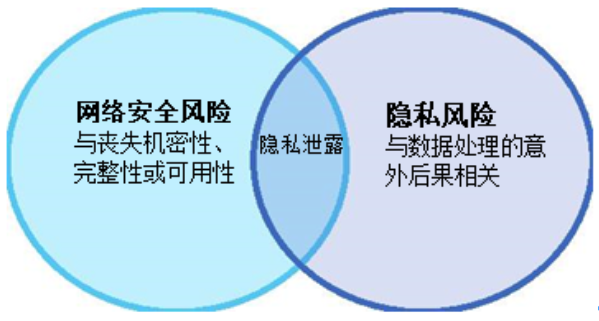 网络安全风险
与丧失机密性、
完整性或可用性
隐私泄露
隐私风险
与数据处理的意
外后果相关